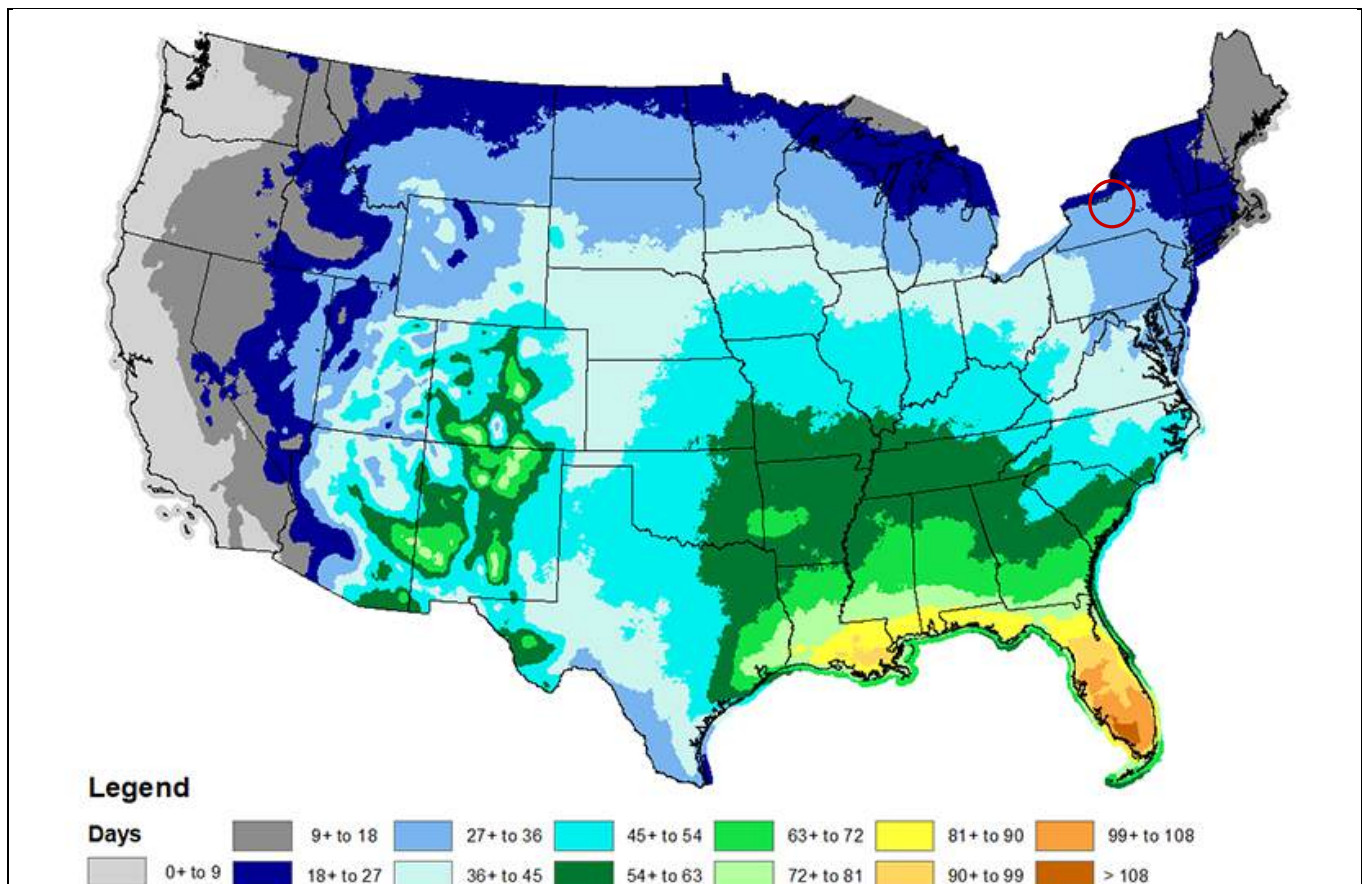 Legend
Days
9+ to 18
27+ to 36
45+ to 54
63+ to 72
81+ to 90
99+ to 108
0+ to 9
18+ to 27
36+ to 45
54+ to 63
72+ to 81
90+ to 99
> 108